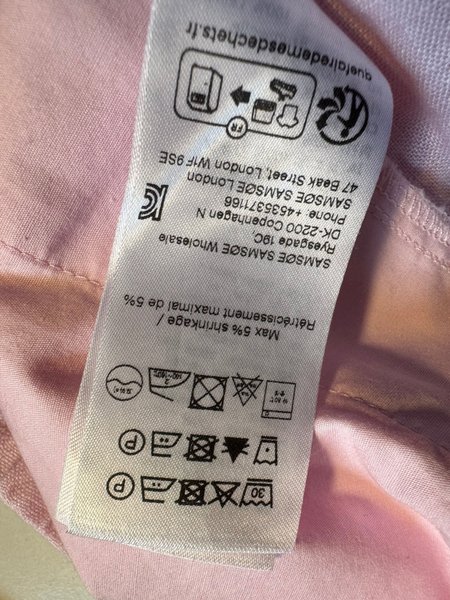 30 P
P
Max 5% shrinkage /
Rétrécissement maximal de 5%
SAMSØE SAMSØE Wholesale
Ryesgade 19C,
DK-2200 Copenhagen N
Phone: +4535371166
SAMSØE SAMSØE London
47 Beak Street, London W1F 9SE
FR
quefairedemesdechets.fr